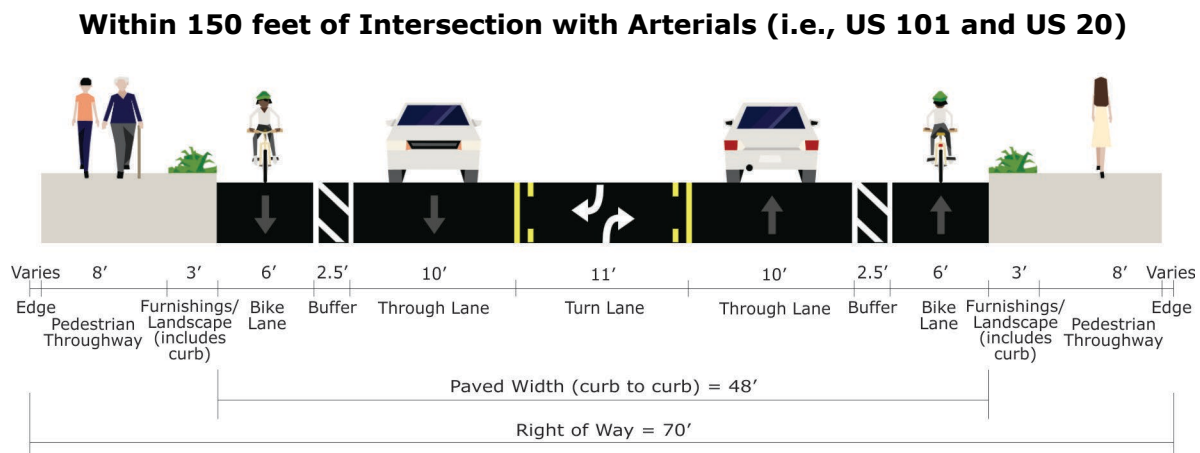 Within 150 feet of Intersection with Arterials (i.e., US 101 and US 20)
Varies 8’ 3’ 6’ 2.5’ 10’ 11’ 10’ 2.5’ 6’ 3’ 8’ Varies
Edge
Pedestrian
Throughway
Furnishings/
Landscape
(includes
curb)
Bike
Lane
Buffer
Through Lane
Turn Lane
Through Lane
Buffer
Bike
Lane
Furnishings/
Landscape
(includes
curb)
Pedestrian
Throughway
Edge
Paved Width (curb to curb) = 48’
Right of Way = 70’